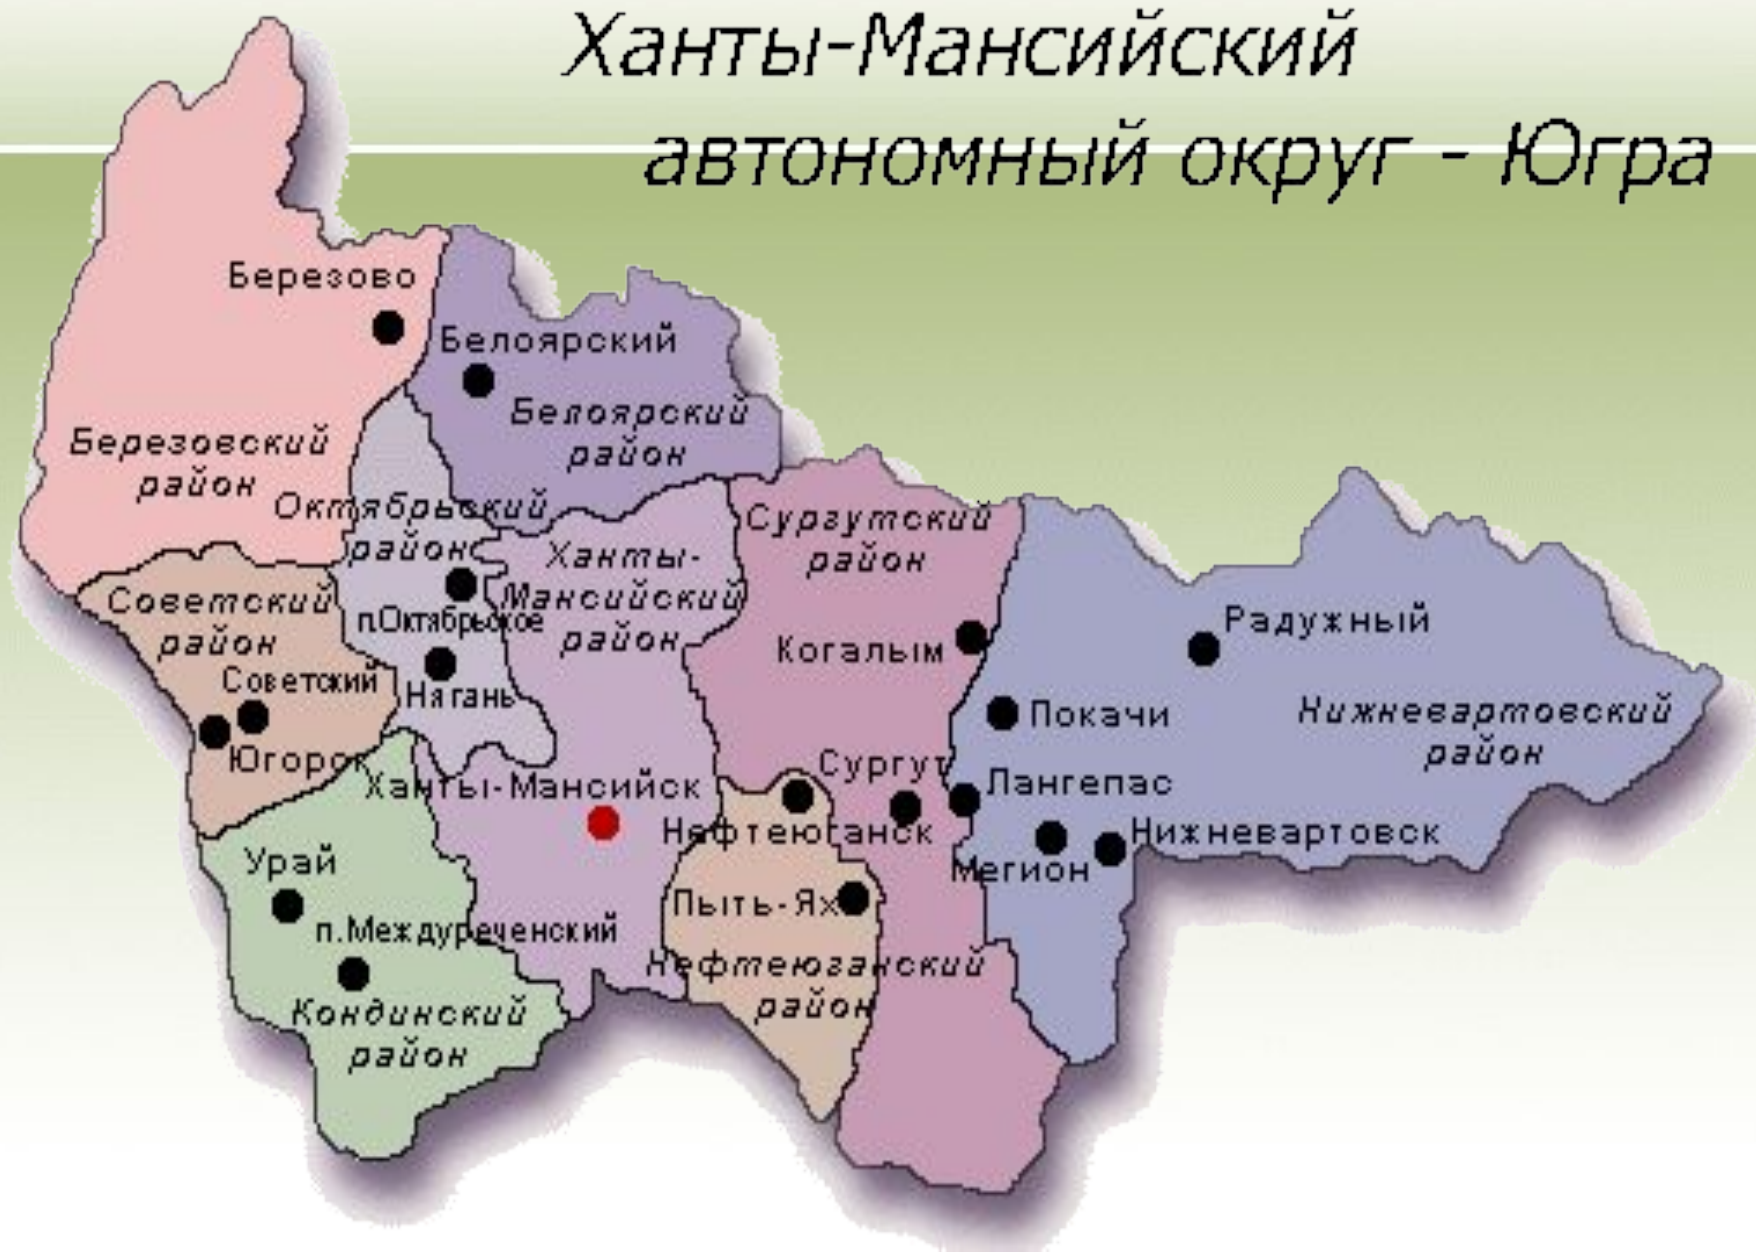 Ханты-Мансийский
автономный округ - Югра
Березово
Белоярский
Белоярский
район
Березовский
район
Октябрьский
район
Сургутский
район
Ханты-
Мансийский
район
Советский
район
п.Октябрьское
Радужный
Когалым
Советский
Нягань
Покачи
Нижневартовский
район
Югорск
Сургут
Ханты-Мансийск
Лангепас
Нефтеюганск
Нижневартовск
Урай
Мегион
Пыть-Ях
п.Междуреченский
Нефтеюганский
район
Кондинский
район